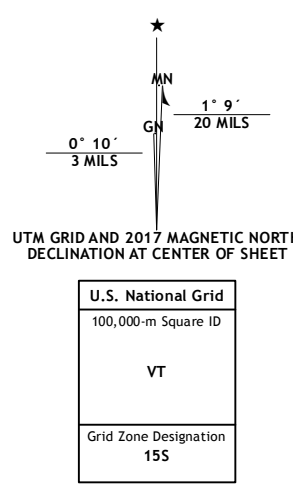 ★
MN
1° 9´
20 MILS
GN
0° 10´
3 MILS
UTM GRID AND 2017 MAGNETIC NORTH
DECLINATION AT CENTER OF SHEET
U.S. National Grid
100,000-m Square ID
VT
Grid Zone Designation
15S